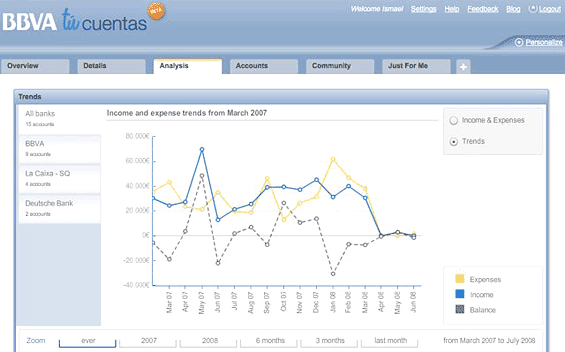 Welcome Ismael Settings Help Feedback Blog Logout
BBVA tú cuentas BETA
Personalize
Overview Details Analysis Accounts Community Just For Me +
Trends
All banks
15 accounts
BBVA
9 accounts
La Caixa - SQ
4 accounts
Deutsche Bank
2 accounts
Income and expense trends from March 2007
80.000€
60.000€
40.000€
20.000€
0.000€
-20.000€
-40.000€
Mar 07 Apr 07 May 07 Jun 07 Jul 07 Aug 07 Sep 07 Oct 07 Nov 07 Dec 07 Jan 08 Feb 08 Mar 08 Apr 08 May 08 Jun 08
Income & Expenses
Trends
Expenses
Income
Balance
Zoom ever 2007 2008 6 months 3 months last month from March 2007 to July 2008